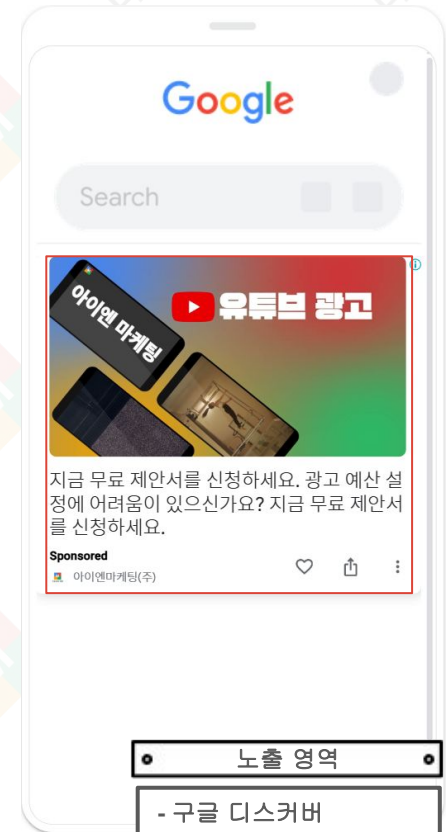 Google
Search
아이엔 마케팅
유튜브 광고
지금 무료 제안서를 신청하세요. 광고 예산 설
정에 어려움이 있으신가요? 지금 무료 제안서
를 신청하세요.
Sponsored
아이엔마케팅(주)
노출 영역
- 구글 디스커버